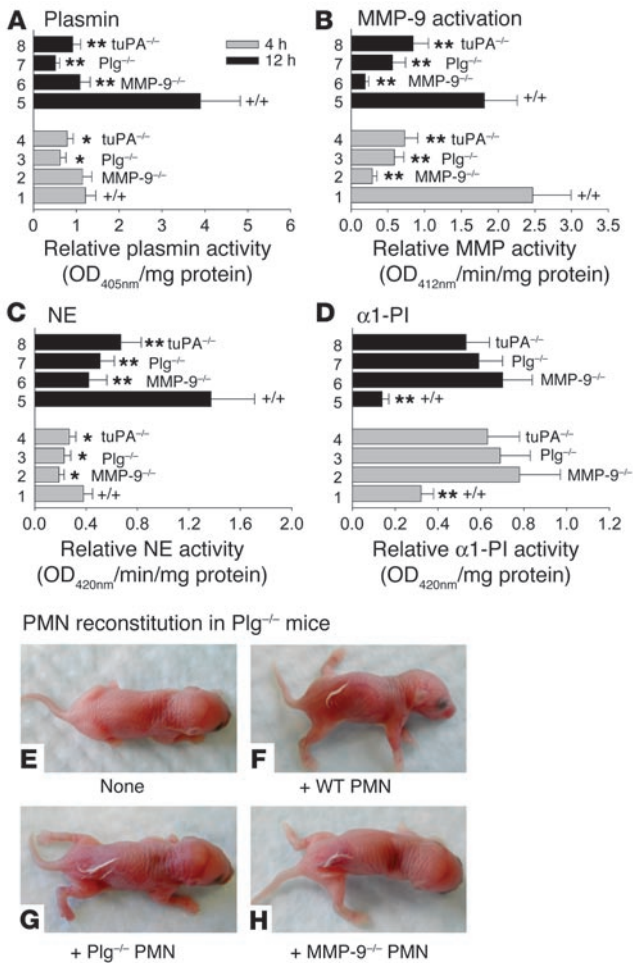 A Plasmin
8 ** tuPA–/–
7 ** Plg–/–
6 ** MMP-9–/–
5 +/+
4 * tuPA–/–
3 * Plg–/–
2 MMP-9–/–
1 +/+
4 h
12 h
0 1 2 3 4 5 6
Relative plasmin activity
(OD405nm/mg protein)
B MMP-9 activation
8 ** tuPA–/–
7 ** Plg–/–
6 ** MMP-9–/–
5 +/+
4 ** tuPA–/–
3 ** Plg–/–
2 ** MMP-9–/–
1 +/+
0.0 0.5 1.0 1.5 2.0 2.5 3.0 3.5
Relative MMP activity
(OD412nm/min/mg protein)
C NE
8 ** tuPA–/–
7 ** Plg–/–
6 ** MMP-9–/–
5 +/+
4 * tuPA–/–
3 * Plg–/–
2 * MMP-9–/–
1 +/+
0.0 0.4 0.8 1.2 1.6 2.0
Relative NE activity
(OD420nm/min/mg protein)
D α1-PI
8 tuPA–/–
7 Plg–/–
6 MMP-9–/–
5 ** +/+
4 tuPA–/–
3 Plg–/–
2 MMP-9–/–
1 ** +/+
0.0 0.2 0.4 0.6 0.8 1.0 1.2
Relative α1-PI activity
(OD420nm/mg protein)
PMN reconstitution in Plg–/– mice
E
None
F
+ WT PMN
G
+ Plg–/– PMN
H
+ MMP-9–/– PMN